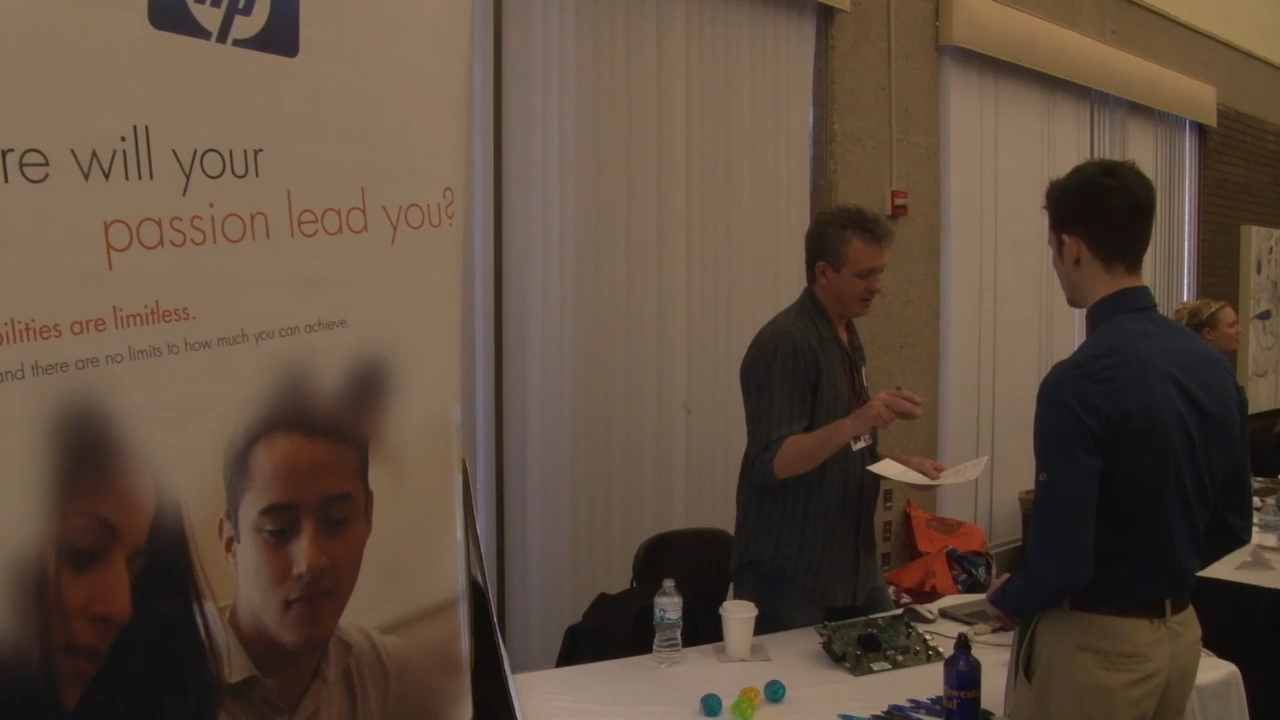 hp
re will your
passion lead you?
bilities are limitless.
and there are no limits to how much you can achieve.